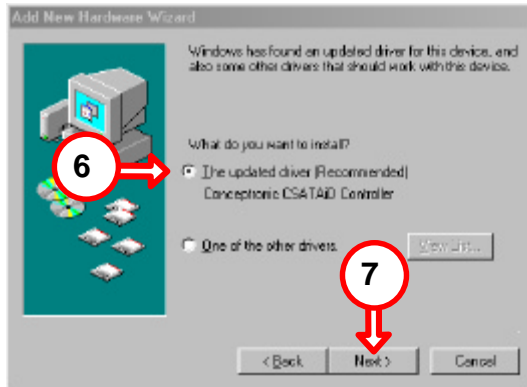 Add New Hardware Wizard
Windows has found an updated driver for this device, and
also some other drivers that should work with this device.
What do you want to install?
6
The updated driver (Recommended)
Conceptronic CSATAiD Controller
One of the other drivers.
View List...
7
< Back
Next >
Cancel